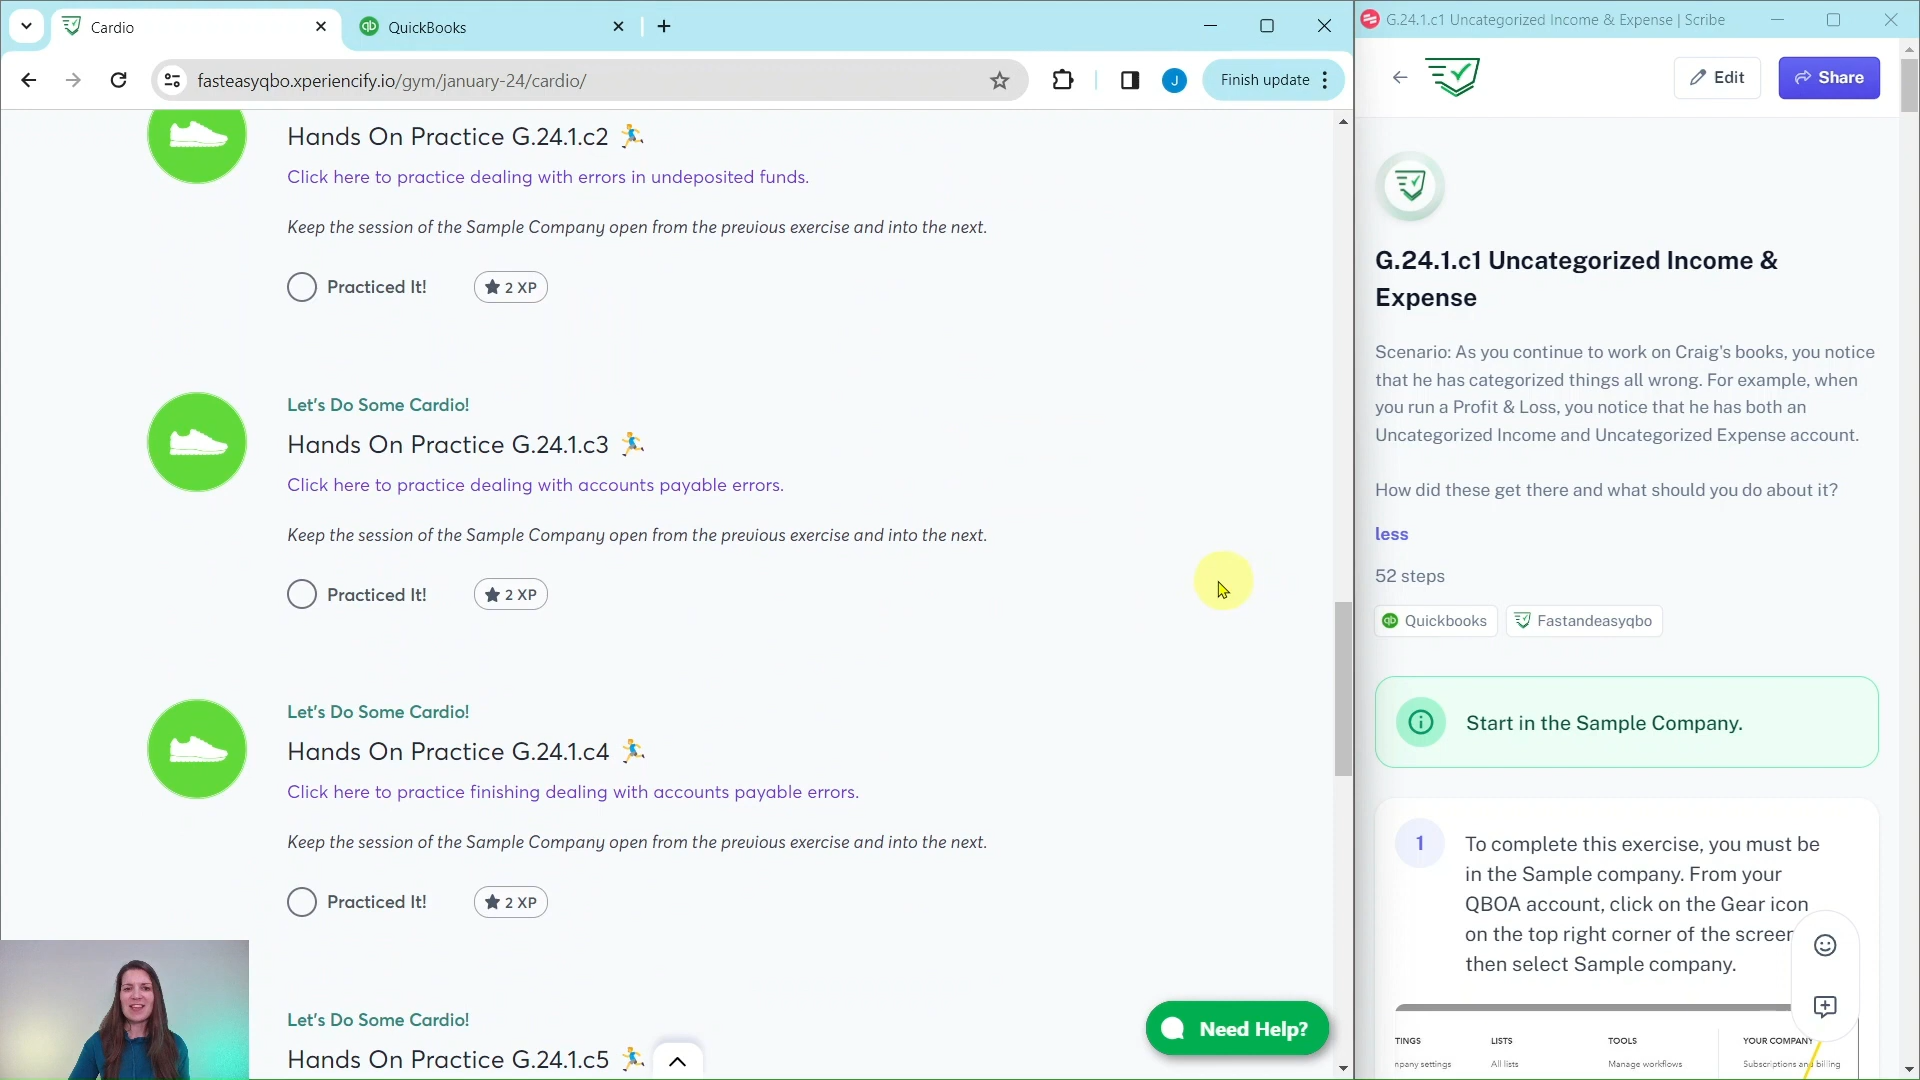 Cardio
QuickBooks
fasteasyqbo.xperiencify.io/gym/january-24/cardio/
J
Finish update
Hands On Practice G.24.1.c2
Click here to practice dealing with errors in undeposited funds.
Keep the session of the Sample Company open from the previous exercise and into the next.
Practiced It!
2 XP
Let's Do Some Cardio!
Hands On Practice G.24.1.c3
Click here to practice dealing with accounts payable errors.
Keep the session of the Sample Company open from the previous exercise and into the next.
Practiced It!
2 XP
Let's Do Some Cardio!
Hands On Practice G.24.1.c4
Click here to practice finishing dealing with accounts payable errors.
Keep the session of the Sample Company open from the previous exercise and into the next.
Practiced It!
2 XP
Let's Do Some Cardio!
Hands On Practice G.24.1.c5
Need Help?
G.24.1.c1 Uncategorized Income & Expense | Scribe
Edit
Share
G.24.1.c1 Uncategorized Income &
Expense
Scenario: As you continue to work on Craig's books, you notice
that he has categorized things all wrong. For example, when
you run a Profit & Loss, you notice that he has both an
Uncategorized Income and Uncategorized Expense account.
How did these get there and what should you do about it?
less
52 steps
qb Quickbooks
Fastandeasyqbo
Start in the Sample Company.
1
To complete this exercise, you must be
in the Sample company. From your
QBOA account, click on the Gear icon
on the top right corner of the screen
then select Sample company.
TINGS
LISTS
TOOLS
YOUR COMPANY
npany settings
All lists
Manage workflows
Subscriptions and billing